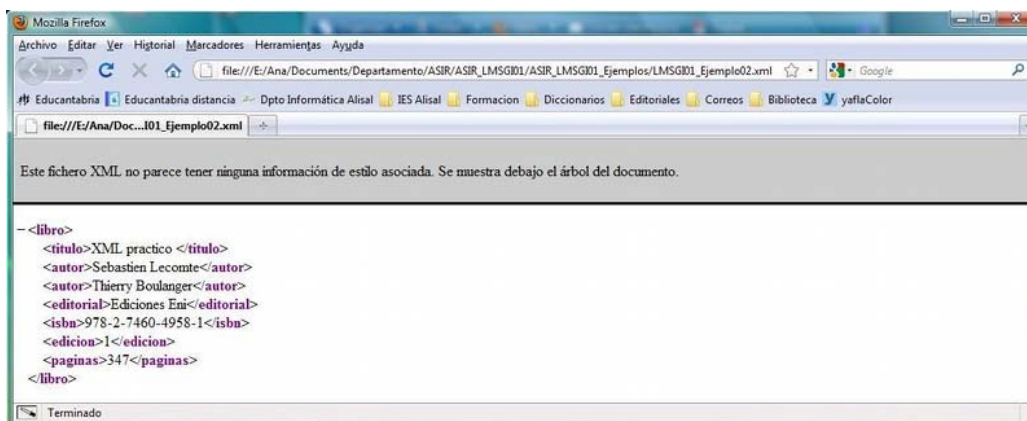 Mozilla Firefox
Archivo Editar Ver Historial Marcadores Herramientas Ayuda
file:///E:/Ana/Documents/Departamento/ASIR/ASIR_LMSGI01/ASIR_LMSGI01_Ejemplos/LMSGI01_Ejemplo02.xml Google
Educantabria Educantabria distancia Dpto Informática Alisal IES Alisal Formacion Diccionarios Editoriales Correos Biblioteca yaflaColor
file:///E:/Ana/Doc...I01_Ejemplo02.xml
Este fichero XML no parece tener ninguna información de estilo asociada. Se muestra debajo el árbol del documento.
−<libro>
<titulo>XML practico </titulo>
<autor>Sebastien Lecomte</autor>
<autor>Thierry Boulanger</autor>
<editorial>Ediciones Eni</editorial>
<isbn>978-2-7460-4958-1</isbn>
<edicion>1</edicion>
<paginas>347</paginas>
</libro>
Terminado